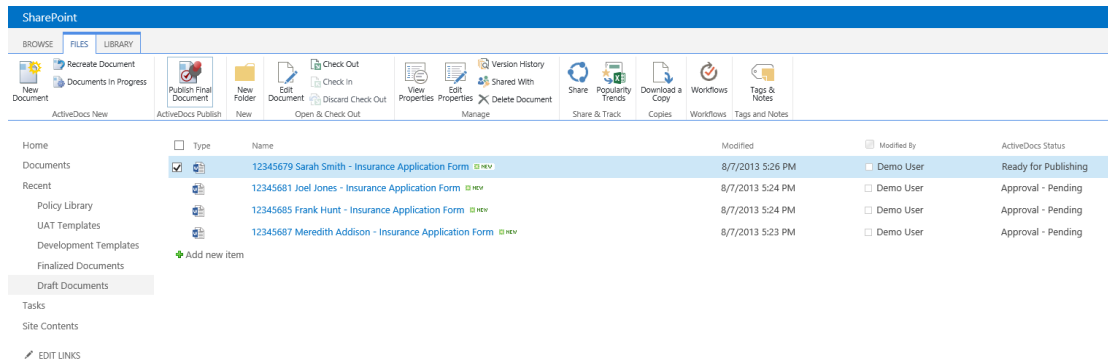 SharePoint
BROWSE FILES LIBRARY
New Document
Recreate Document
Documents In Progress
ActiveDocs New
Publish Final Document
ActiveDocs Publish
New Folder
New
Edit Document
Check Out
Check In
Discard Check Out
Open & Check Out
View Properties
Edit Properties
Version History
Shared With
Delete Document
Manage
Share
Popularity Trends
Share & Track
Download a Copy
Copies
Workflows
Workflows
Tags & Notes
Tags and Notes
Home
Documents
Recent
Policy Library
UAT Templates
Development Templates
Finalized Documents
Draft Documents
Tasks
Site Contents
EDIT LINKS
Type Name Modified Modified By ActiveDocs Status
12345679 Sarah Smith - Insurance Application Form NEW 8/7/2013 5:26 PM Demo User Ready for Publishing
12345681 Joel Jones - Insurance Application Form NEW 8/7/2013 5:24 PM Demo User Approval - Pending
12345685 Frank Hunt - Insurance Application Form NEW 8/7/2013 5:24 PM Demo User Approval - Pending
12345687 Meredith Addison - Insurance Application Form NEW 8/7/2013 5:23 PM Demo User Approval - Pending
Add new item